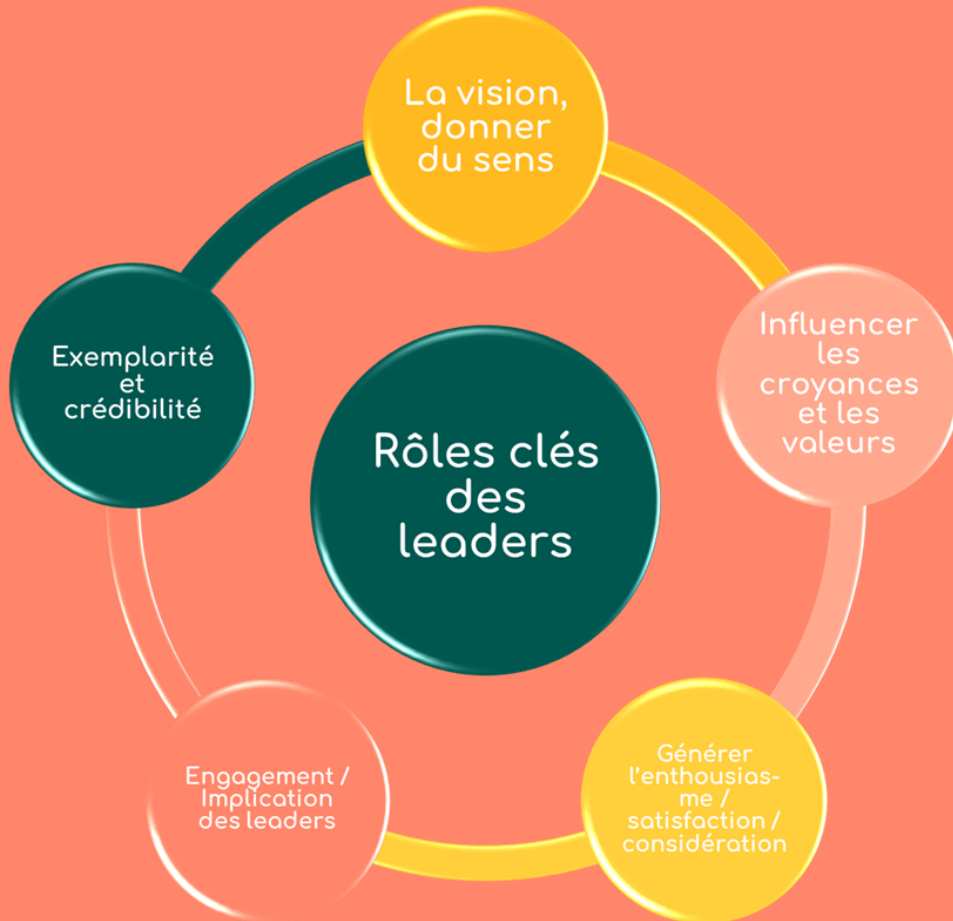 La vision,
donner
du sens
Influencer
les
croyances
et les
valeurs
Générer
l'enthousias-
me /
satisfaction /
considération
Engagement /
Implication
des leaders
Exemplarité
et
crédibilité
Rôles clés
des
leaders